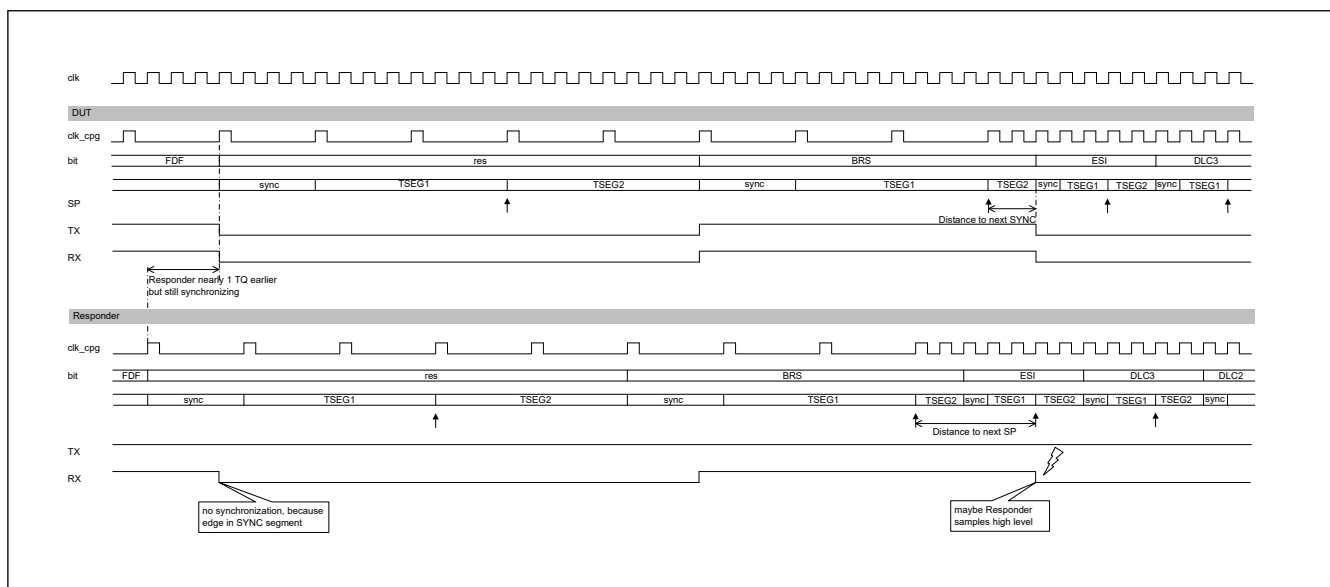 clk
DUT
clk_cpg
bit FDF res BRS ESI DLC3
sync TSEG1 TSEG2 sync TSEG1 TSEG2 sync TSEG1 TSEG2 sync TSEG1
SP
Distance to next SYNC
TX
RX
Responder nearly 1 TQ earlier
but still synchronizing
Responder
clk_cpg
bit FDF res BRS ESI DLC3 DLC2
sync TSEG1 TSEG2 sync TSEG1 TSEG2 sync TSEG1 TSEG2 sync TSEG1 TSEG2 sync
Distance to next SP
TX
RX
no synchronization, because
edge in SYNC segment
maybe Responder
samples high level